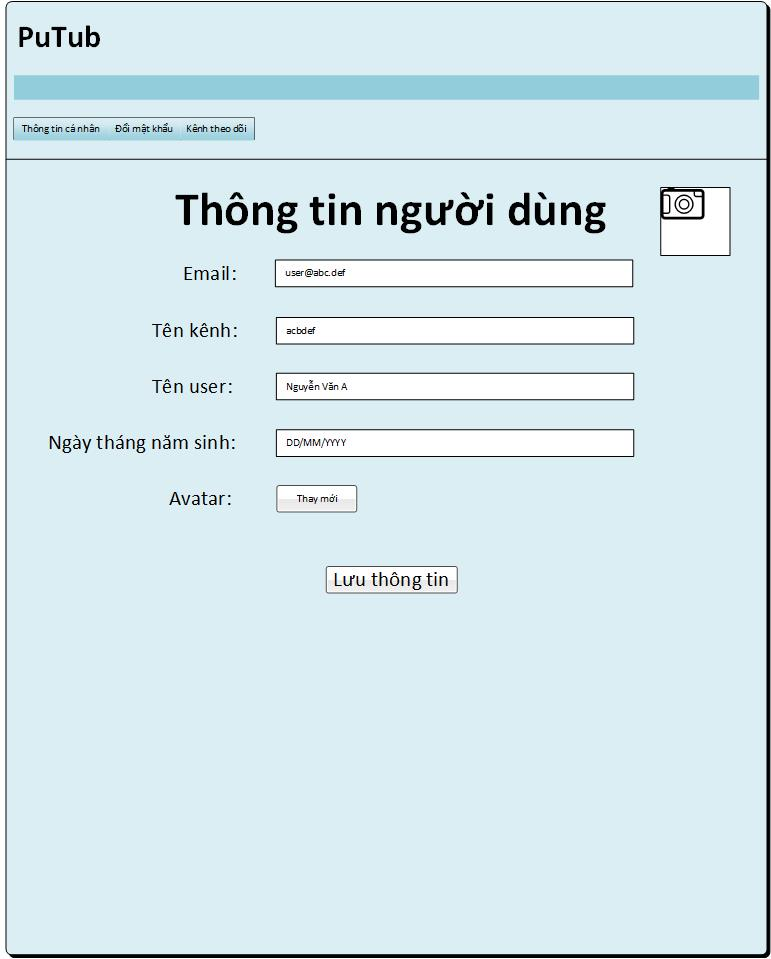 PuTub
Thông tin cá nhân Đổi mật khẩu Kênh theo dõi
Thông tin người dùng
Email: user@abc.def
Tên kênh: acbdef
Tên user: Nguyễn Văn A
Ngày tháng năm sinh: DD/MM/YYYY
Avatar: Thay mới
Lưu thông tin